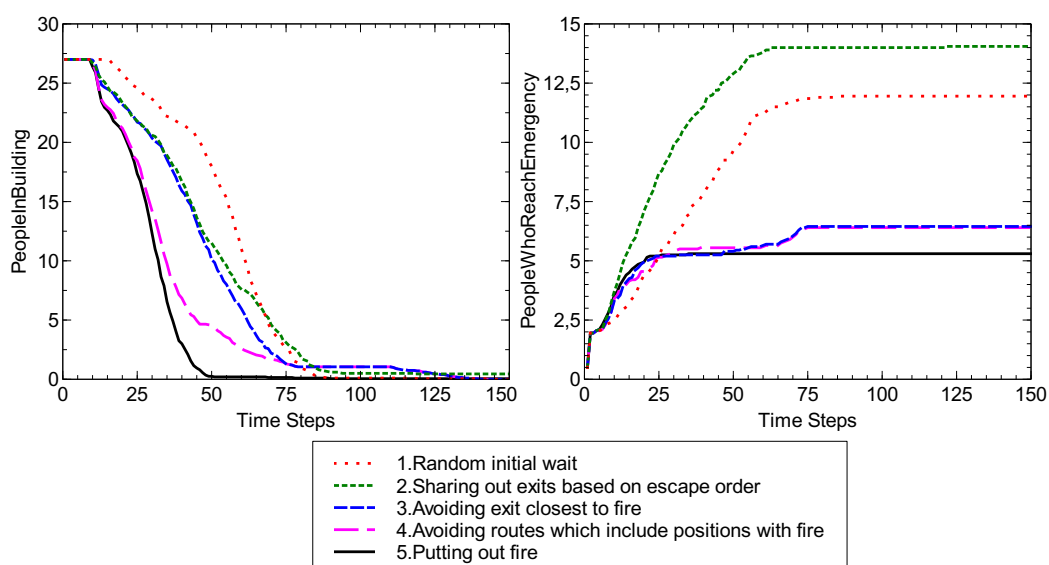 30
25
20
15
10
5
0
PeopleInBuilding
0 25 50 75 100 125 150
Time Steps
15
12,5
10
7,5
5
2,5
0
PeopleWhoReachEmergency
0 25 50 75 100 125 150
Time Steps
1.Random initial wait
2.Sharing out exits based on escape order
3.Avoiding exit closest to fire
4.Avoiding routes which include positions with fire
5.Putting out fire